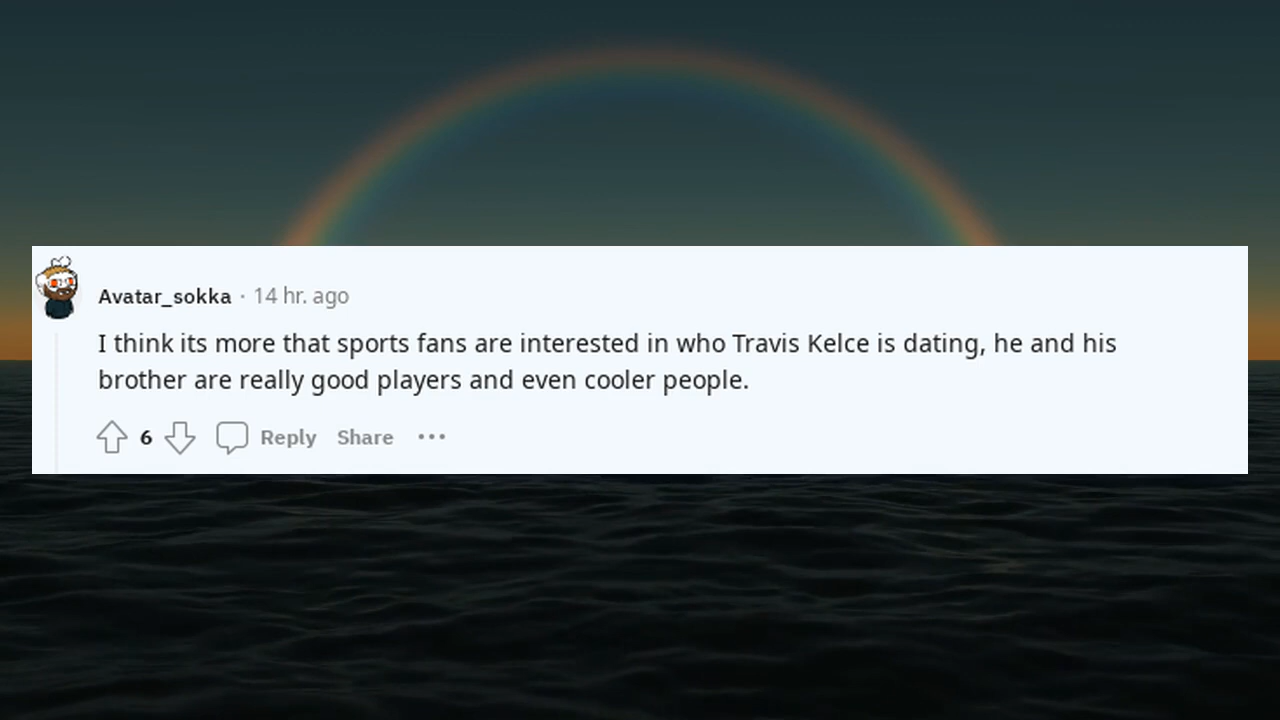 Avatar_sokka · 14 hr. ago
I think its more that sports fans are interested in who Travis Kelce is dating, he and his
brother are really good players and even cooler people.
6 Reply Share •••